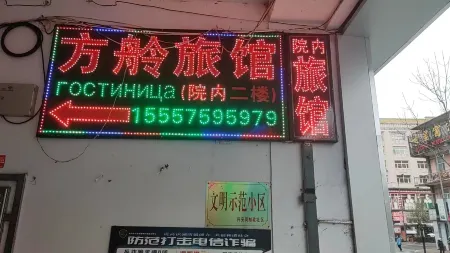 方舲旅馆
ГОСТИНИЦА(院内二楼)
15557595979
院内
旅
馆
文明示范小区
防范打击电信诈骗